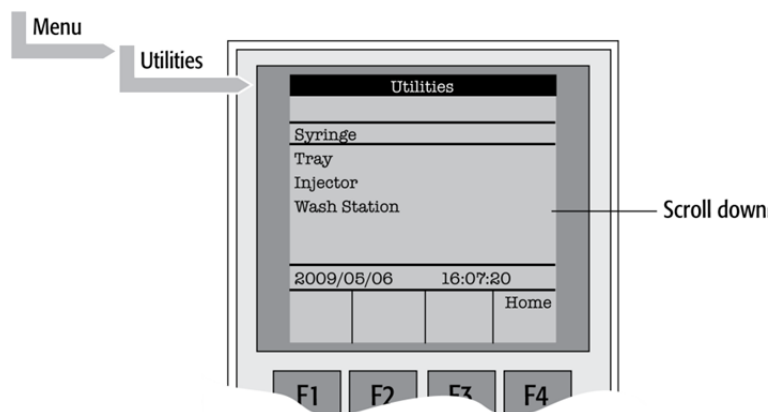 Menu
Utilities
Utilities
Syringe
Tray
Injector
Wash Station
Scroll down
2009/05/06 16:07:20
Home
F1 F2 F3 F4